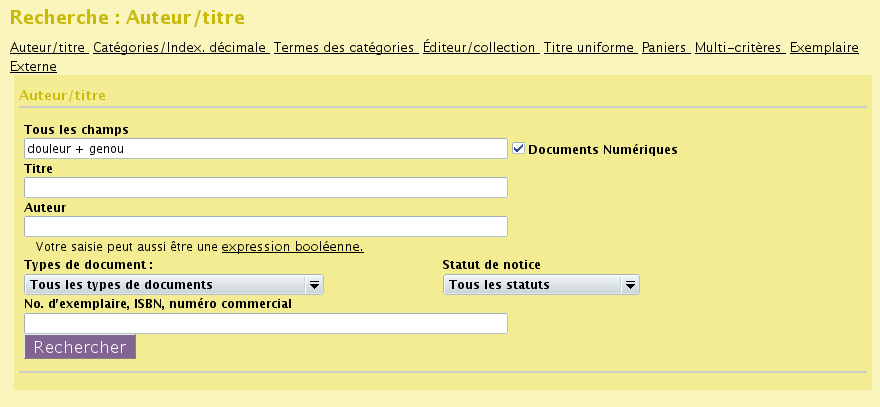 Recherche : Auteur/titre
Auteur/titre Catégories/Index. décimale Termes des catégories Éditeur/collection Titre uniforme Paniers Multi-critères Exemplaire
Externe
Auteur/titre
Tous les champs
douleur + genou Documents Numériques
Titre
Auteur
Votre saisie peut aussi être une expression booléenne.
Types de document : Statut de notice
Tous les types de documents Tous les statuts
No. d'exemplaire, ISBN, numéro commercial
Rechercher